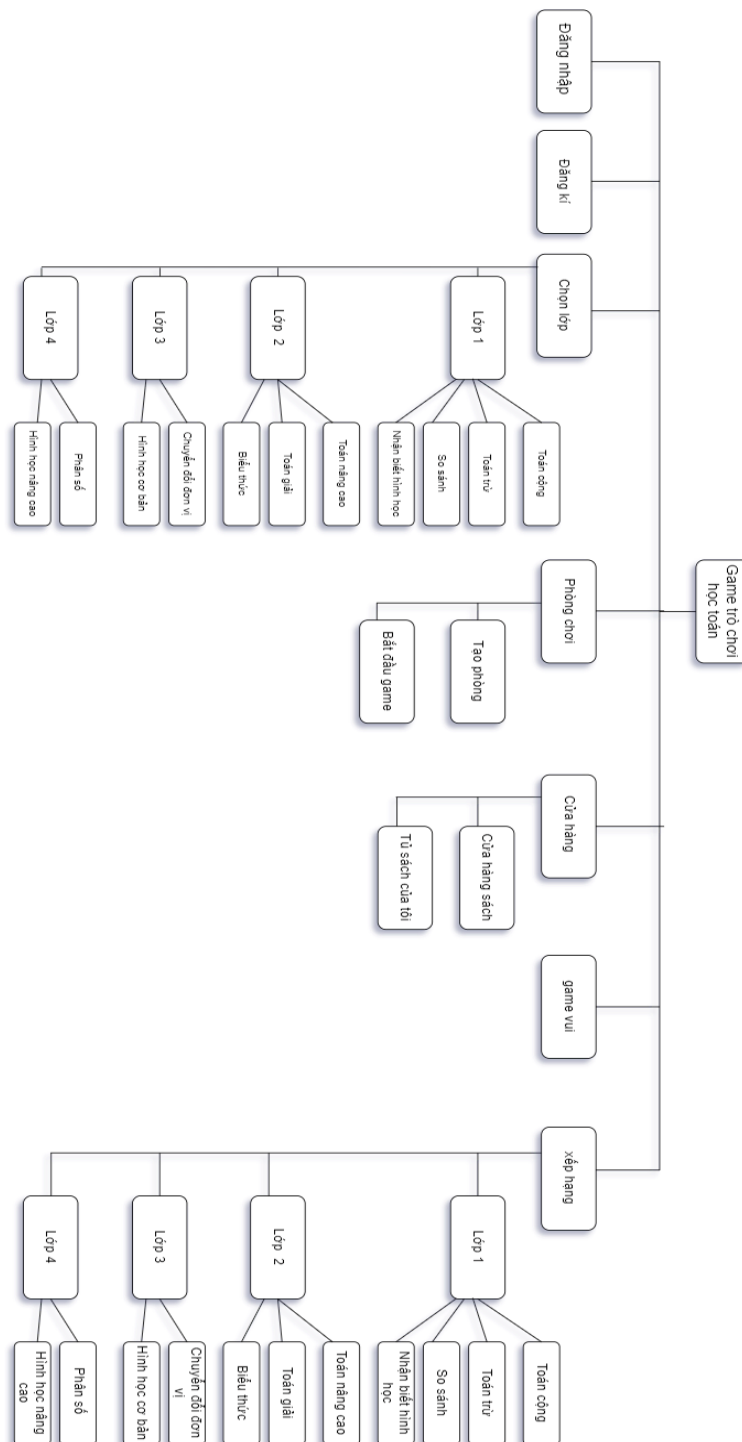 Game trò chơi
học toán
Đăng nhập
Đăng kí
Chọn lớp
Lớp 1
Toán cộng
Toán trừ
So sánh
Nhận biết hình học
Lớp 2
Toán nâng cao
Toán giải
Biểu thức
Lớp 3
Chuyển đổi đơn vị
Hình học cơ bản
Lớp 4
Phân số
Hình học nâng cao
Phòng chơi
Tạo phòng
Bắt đầu game
Cửa hàng
Cửa hàng sách
Tủ sách của tôi
game vui
xếp hạng
Lớp 1
Toán cộng
Toán trừ
So sánh
Nhận biết hình
học
Lớp 2
Toán nâng cao
Toán giải
Biểu thức
Lớp 3
Chuyển đổi đơn
vị
Hình học cơ bản
Lớp 4
Phân số
Hình học nâng
cao